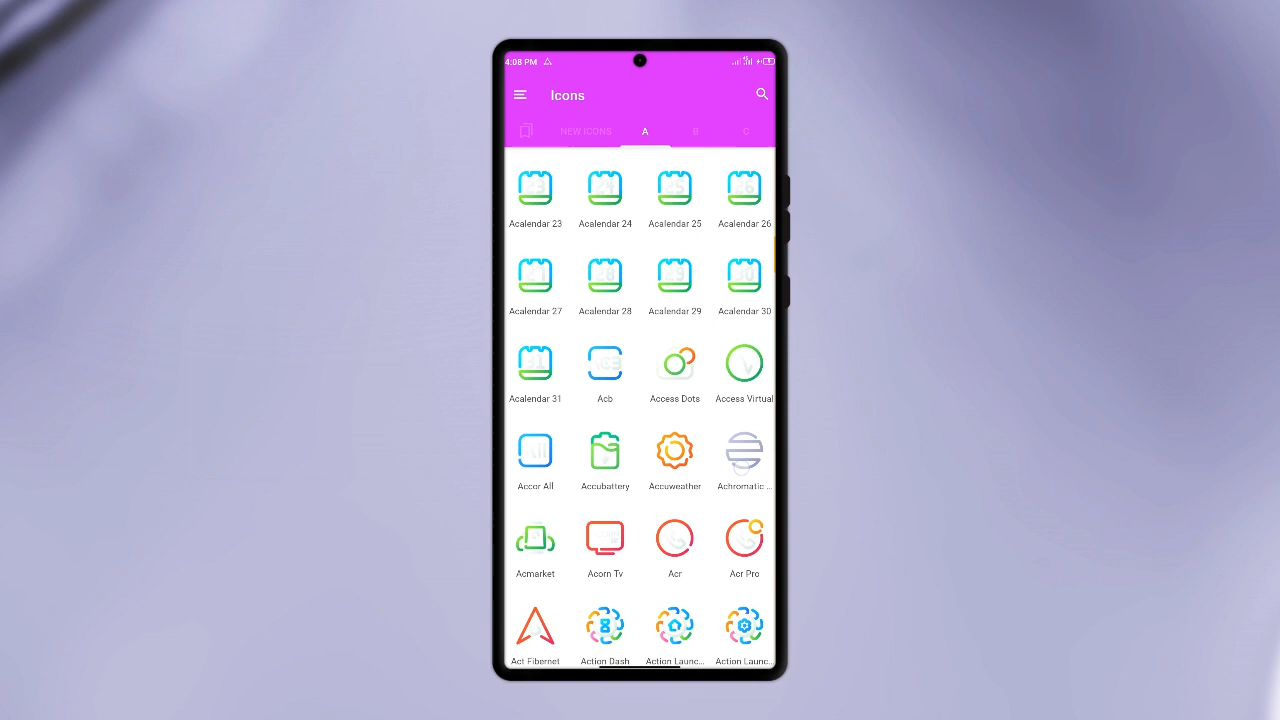 4:08 PM
Icons
NEW ICONS A B C
Acalendar 23 Acalendar 24 Acalendar 25 Acalendar 26
Acalendar 27 Acalendar 28 Acalendar 29 Acalendar 30
Acalendar 31 Acb Access Dots Access Virtual
Accor All Accubattery Accuweather Achromatic ...
Acmarket Acorn Tv Acr Acr Pro
Act Fibernet Action Dash Action Launc... Action Launc...